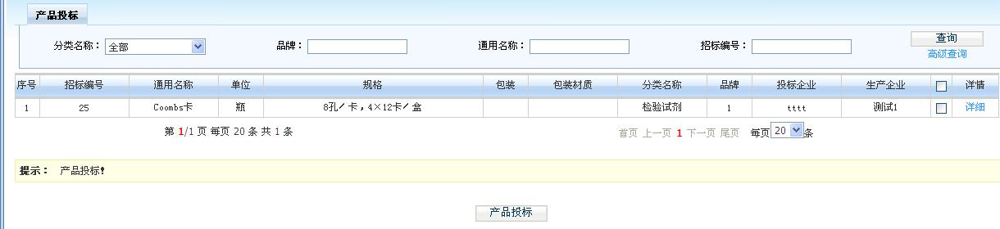 产品投标
分类名称： 全部 品牌： 通用名称： 招标编号： 查询
高级查询
序号 招标编号 通用名称 单位 规格 包装 包装材质 分类名称 品牌 投标企业 生产企业 详情
1 25 Coombs卡 瓶 8孔／卡，4×12卡／盒 检验试剂 1 tttt 测试1 详细
第 1/1 页 每页 20 条 共 1 条 首页 上一页 1 下一页 尾页 每页 20 条
提示： 产品投标!
产品投标